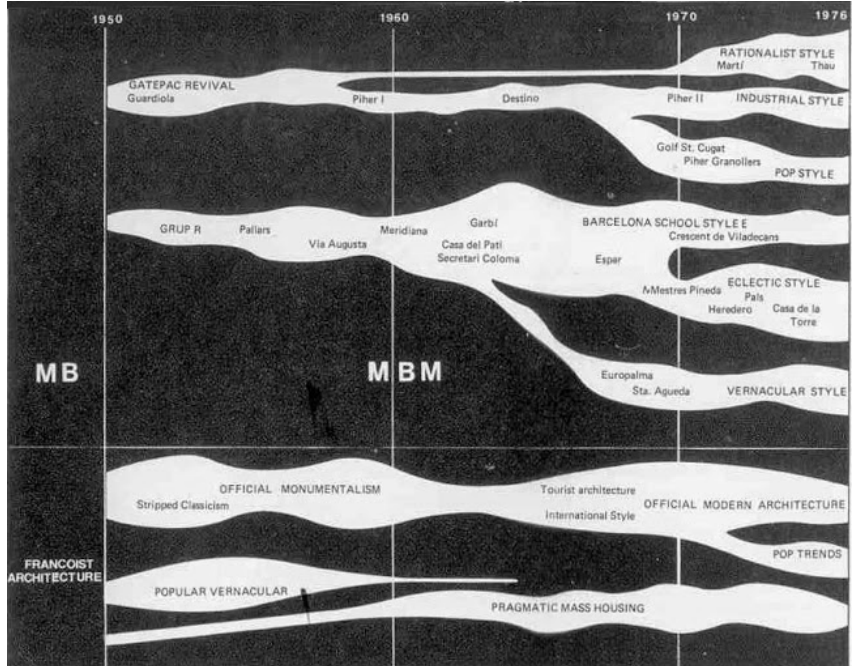 1950
1960
1970
1976
RATIONALIST STYLE
Martí
Thau
GATEPAC REVIVAL
Guardiola
Piher I
Destino
Piher II
INDUSTRIAL STYLE
Golf St. Cugat
Piher Granollers
POP STYLE
GRUP R
Pallars
Via Augusta
Meridiana
Garbí
Casa del Pati
Secretari Coloma
BARCELONA SCHOOL STYLE E
Crescent de Viladecans
Espar
Mestres Pineda
ECLECTIC STYLE
Pals
Heredero
Casa de la
Torre
MB
MBM
Europalma
Sta. Agueda
VERNACULAR STYLE
OFFICIAL MONUMENTALISM
Stripped Classicism
Tourist architecture
International Style
OFFICIAL MODERN ARCHITECTURE
POP TRENDS
FRANCOIST
ARCHITECTURE
POPULAR VERNACULAR
PRAGMATIC MASS HOUSING